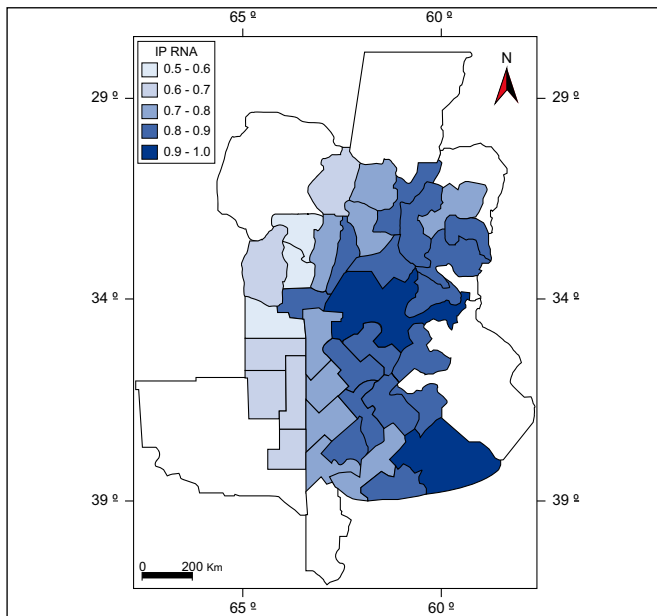 65 º 60 º
IP RNA
0.5 - 0.6
0.6 - 0.7
0.7 - 0.8
0.8 - 0.9
0.9 - 1.0
N
29 º 29 º
34 º 34 º
39 º 39 º
0 200 Km
65 º 60 º